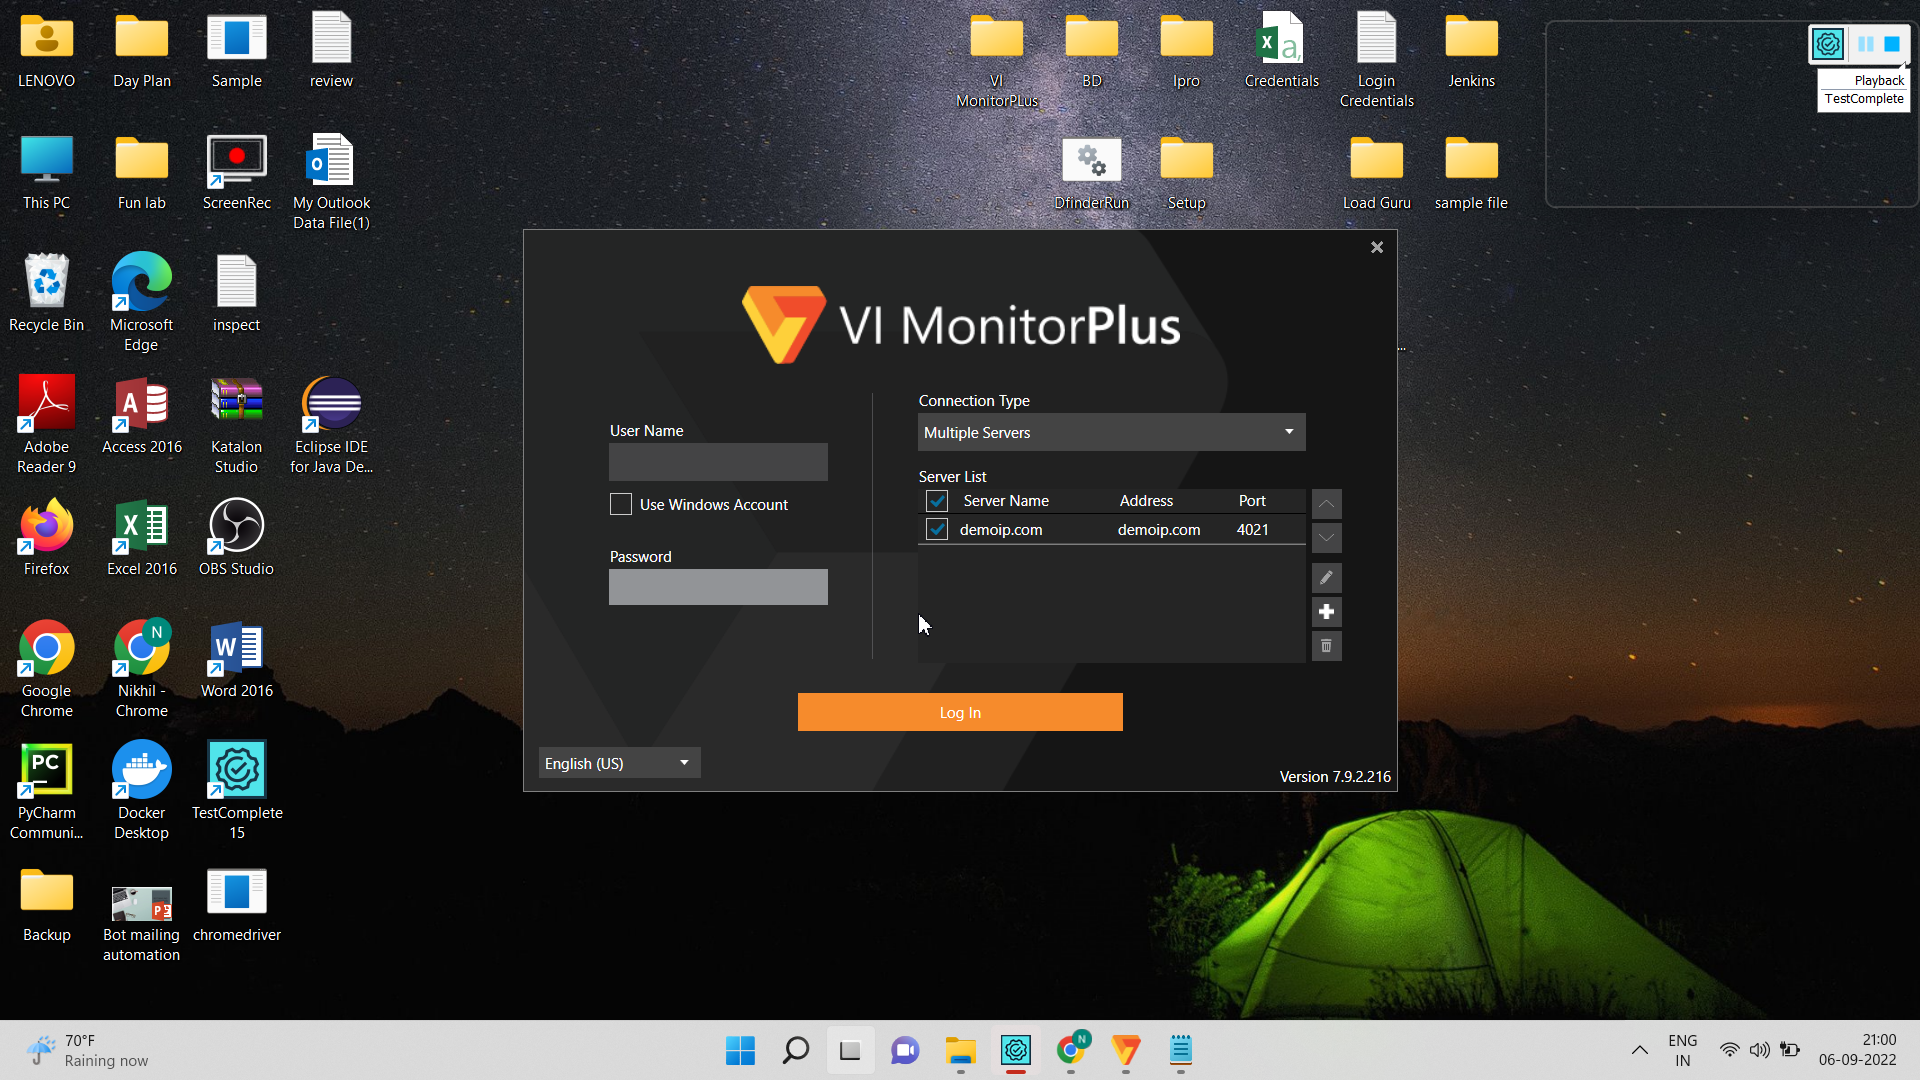 LENOVO
Day Plan
Sample
review
VI
MonitorPLus
BD
Ipro
Credentials
Login
Credentials
Jenkins
Playback
TestComplete
This PC
Fun lab
ScreenRec
My Outlook
Data File(1)
DfinderRun
Setup
Load Guru
sample file
Recycle Bin
Microsoft
Edge
inspect
VI MonitorPlus
...
Adobe
Reader 9
Access 2016
Katalon
Studio
Eclipse IDE
for Java De...
User Name
Use Windows Account
Password
Connection Type
Multiple Servers
Server List
Server Name Address Port
demoip.com demoip.com 4021
Log In
English (US)
Version 7.9.2.216
Firefox
Excel 2016
OBS Studio
N
Google
Chrome
Nikhil -
Chrome
Word 2016
PC
PyCharm
Communi...
Docker
Desktop
TestComplete
15
Backup
Bot mailing
automation
chromedriver
70°F
Raining now
N
ENG
IN
21:00
06-09-2022